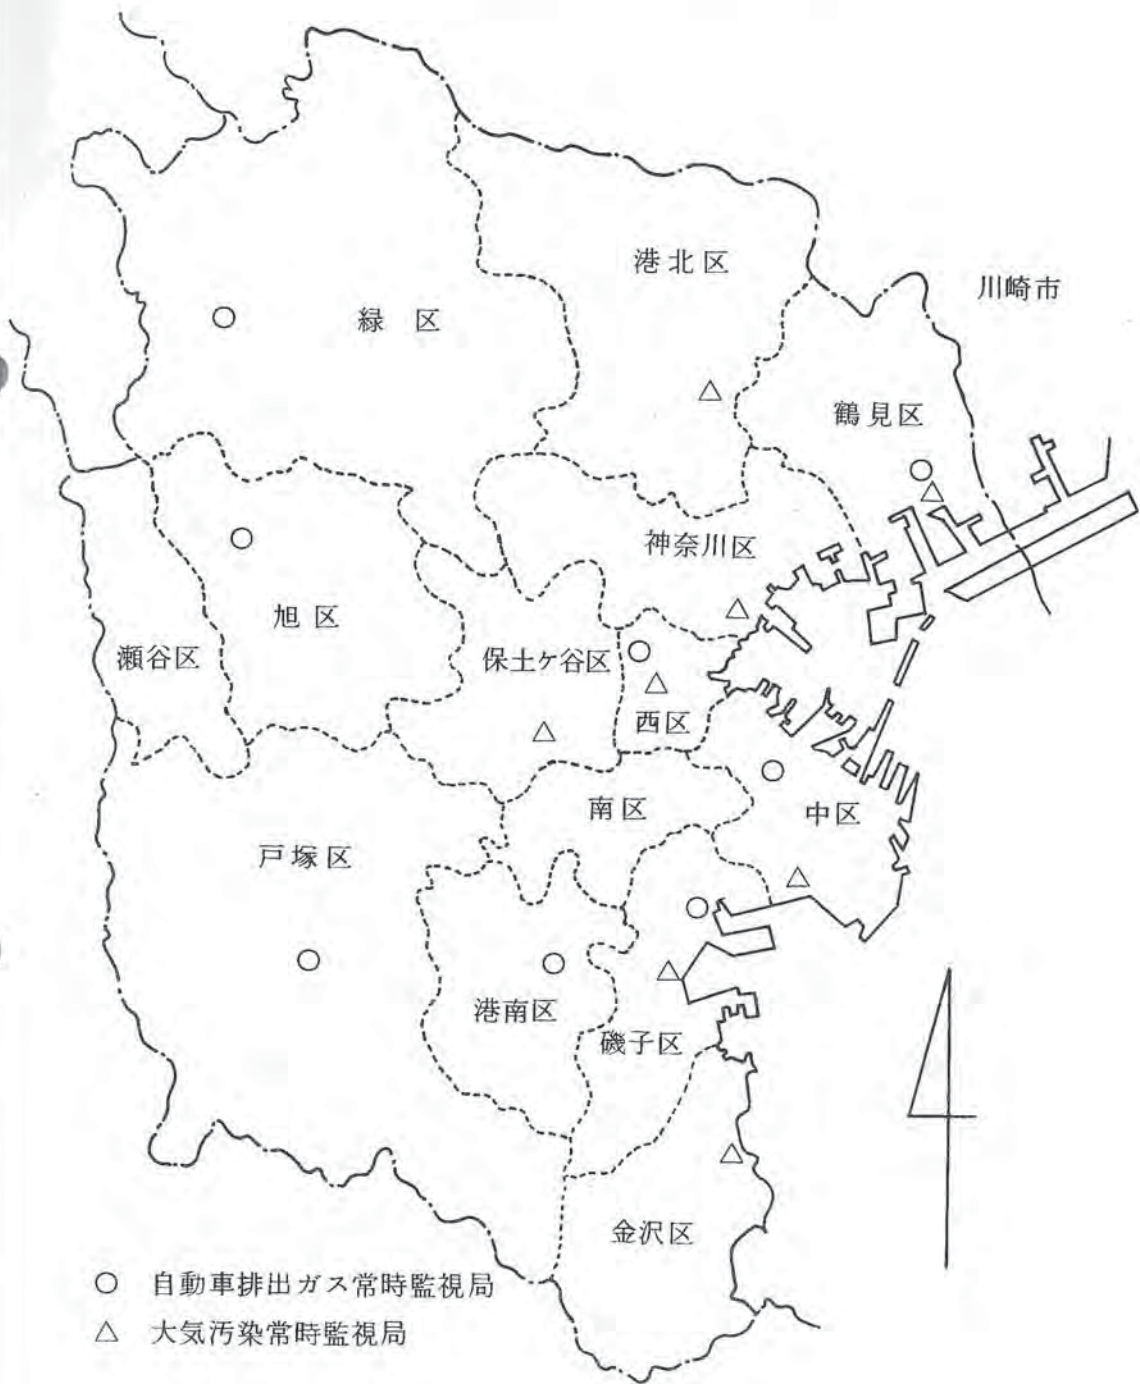 港北区
川崎市
緑 区
鶴見区
神奈川区
旭区
瀬谷区
保土ケ谷区
西区
南区
中区
戸塚区
港南区
磯子区
金沢区
○ 自動車排出ガス常時監視局
△ 大気汚染常時監視局